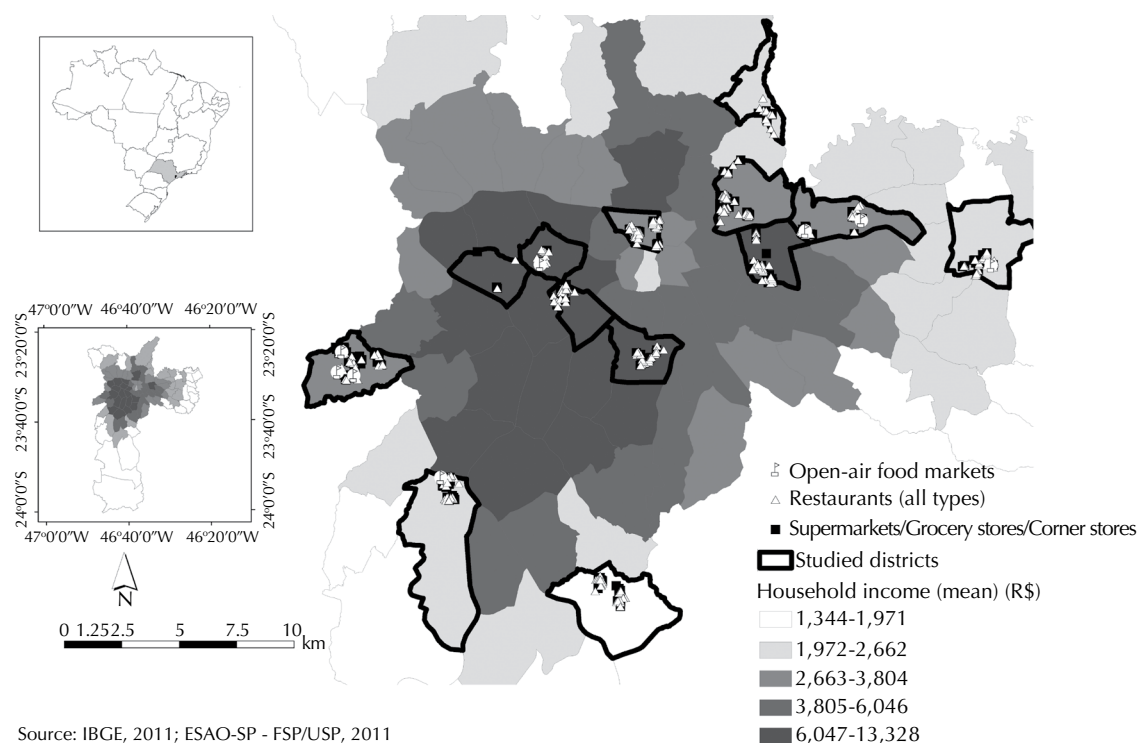 47°0′0″W 46°40′0″W 46°20′0″W
23°20′0″S
23°40′0″S
24°0′0″S
23°20′0″S
23°40′0″S
24°0′0″S
47°0′0″W 46°40′0″W 46°20′0″W
N
0 1.25 2.5 5 7.5 10
km
Open-air food markets
Restaurants (all types)
Supermarkets/Grocery stores/Corner stores
Studied districts
Household income (mean) (R$)
1,344-1,971
1,972-2,662
2,663-3,804
3,805-6,046
6,047-13,328
Source: IBGE, 2011; ESAO-SP - FSP/USP, 2011